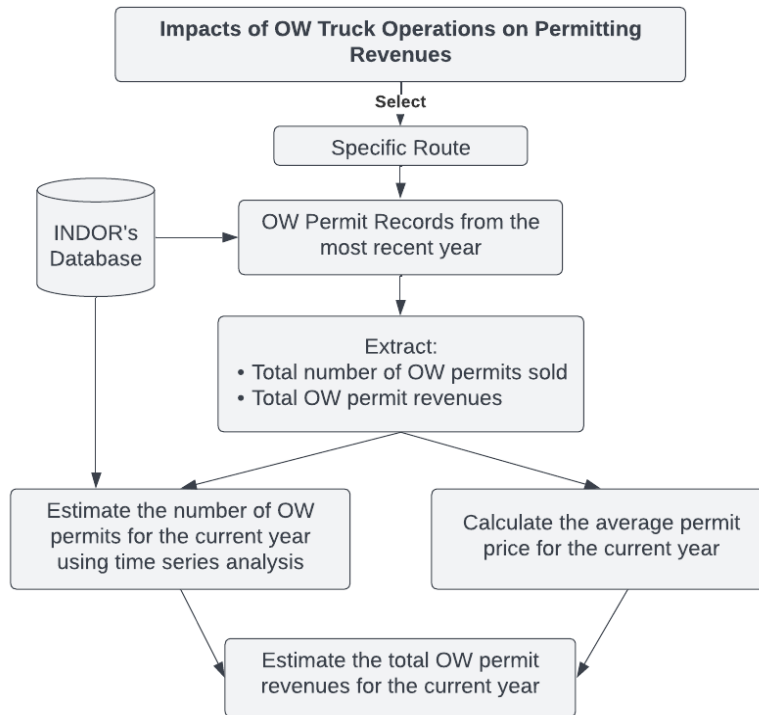 Impacts of OW Truck Operations on Permitting
Revenues
Select
Specific Route
INDOR's
Database
OW Permit Records from the
most recent year
Extract:
• Total number of OW permits sold
• Total OW permit revenues
Estimate the number of OW
permits for the current year
using time series analysis
Calculate the average permit
price for the current year
Estimate the total OW permit
revenues for the current year